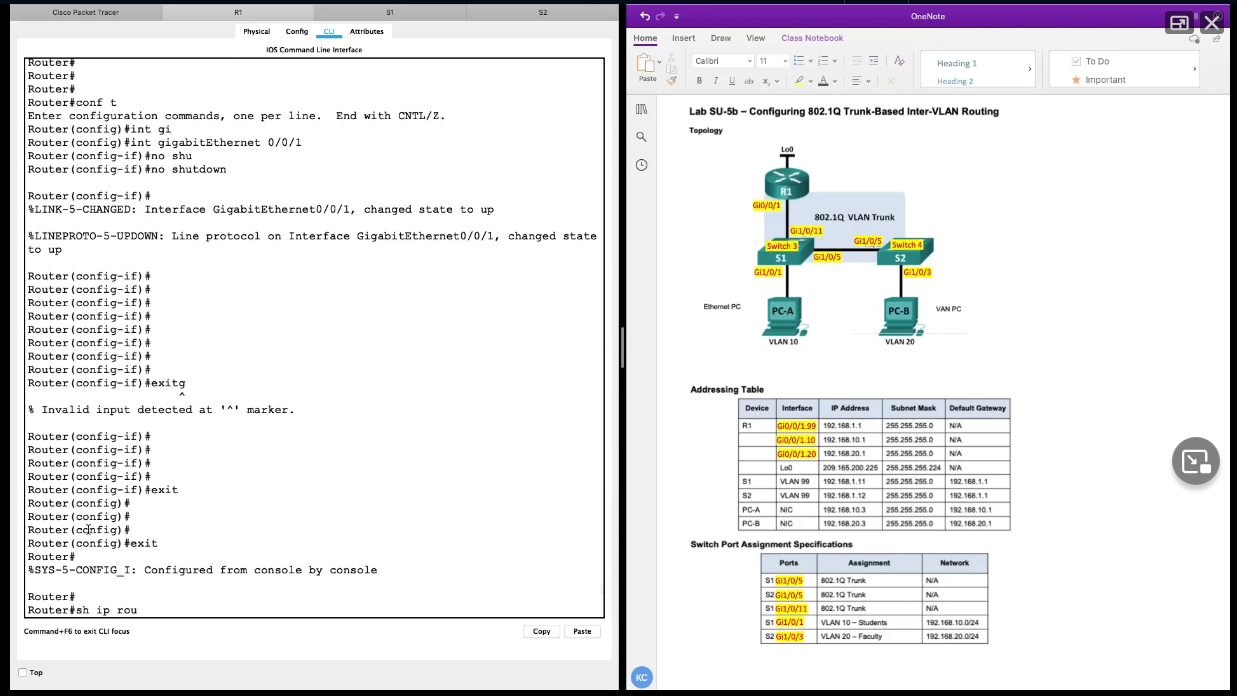 Cisco Packet Tracer
R1
S1
S2
Physical
Config
CLI
Attributes
IOS Command Line Interface
Router#
Router#
Router#
Router#conf t
Enter configuration commands, one per line.  End with CNTL/Z.
Router(config)#int gi
Router(config)#int gigabitEthernet 0/0/1
Router(config-if)#no shu
Router(config-if)#no shutdown
Router(config-if)#
%LINK-5-CHANGED: Interface GigabitEthernet0/0/1, changed state to up
%LINEPROTO-5-UPDOWN: Line protocol on Interface GigabitEthernet0/0/1, changed state
to up
Router(config-if)#
Router(config-if)#
Router(config-if)#
Router(config-if)#
Router(config-if)#
Router(config-if)#
Router(config-if)#
Router(config-if)#
Router(config-if)#exitg
^
% Invalid input detected at '^' marker.
Router(config-if)#
Router(config-if)#
Router(config-if)#
Router(config-if)#
Router(config-if)#exit
Router(config)#
Router(config)#
Router(config)#
Router(config)#exit
Router#
%SYS-5-CONFIG_I: Configured from console by console
Router#
Router#sh ip rou
Command+F6 to exit CLI focus
Copy
Paste
Top
OneNote
Home
Insert
Draw
View
Class Notebook
Paste
Calibri
11
B I U ab X A
Heading 1
Heading 2
To Do
Important
Lab SU-5b – Configuring 802.1Q Trunk-Based Inter-VLAN Routing
Topology
Lo0
R1
Gi0/0/1
802.1Q VLAN Trunk
Gi1/0/11
Switch 3
S1
Gi1/0/5
Gi1/0/5
Switch 4
S2
Gi1/0/1
Gi1/0/3
Ethernet PC
PC-A
PC-B
VAN PC
VLAN 10
VLAN 20
Addressing Table
Device Interface IP Address Subnet Mask Default Gateway
R1 Gi0/0/1.99 192.168.1.1 255.255.255.0 N/A
Gi0/0/1.10 192.168.10.1 255.255.255.0 N/A
Gi0/0/1.20 192.168.20.1 255.255.255.0 N/A
Lo0 209.165.200.225 255.255.255.224 N/A
S1 VLAN 99 192.168.1.11 255.255.255.0 192.168.1.1
S2 VLAN 99 192.168.1.12 255.255.255.0 192.168.1.1
PC-A NIC 192.168.10.3 255.255.255.0 192.168.10.1
PC-B NIC 192.168.20.3 255.255.255.0 192.168.20.1
Switch Port Assignment Specifications
Ports Assignment Network
S1 Gi1/0/5 802.1Q Trunk N/A
S2 Gi1/0/5 802.1Q Trunk N/A
S1 Gi1/0/11 802.1Q Trunk N/A
S1 Gi1/0/1 VLAN 10 – Students 192.168.10.0/24
S2 Gi1/0/3 VLAN 20 – Faculty 192.168.20.0/24
KC